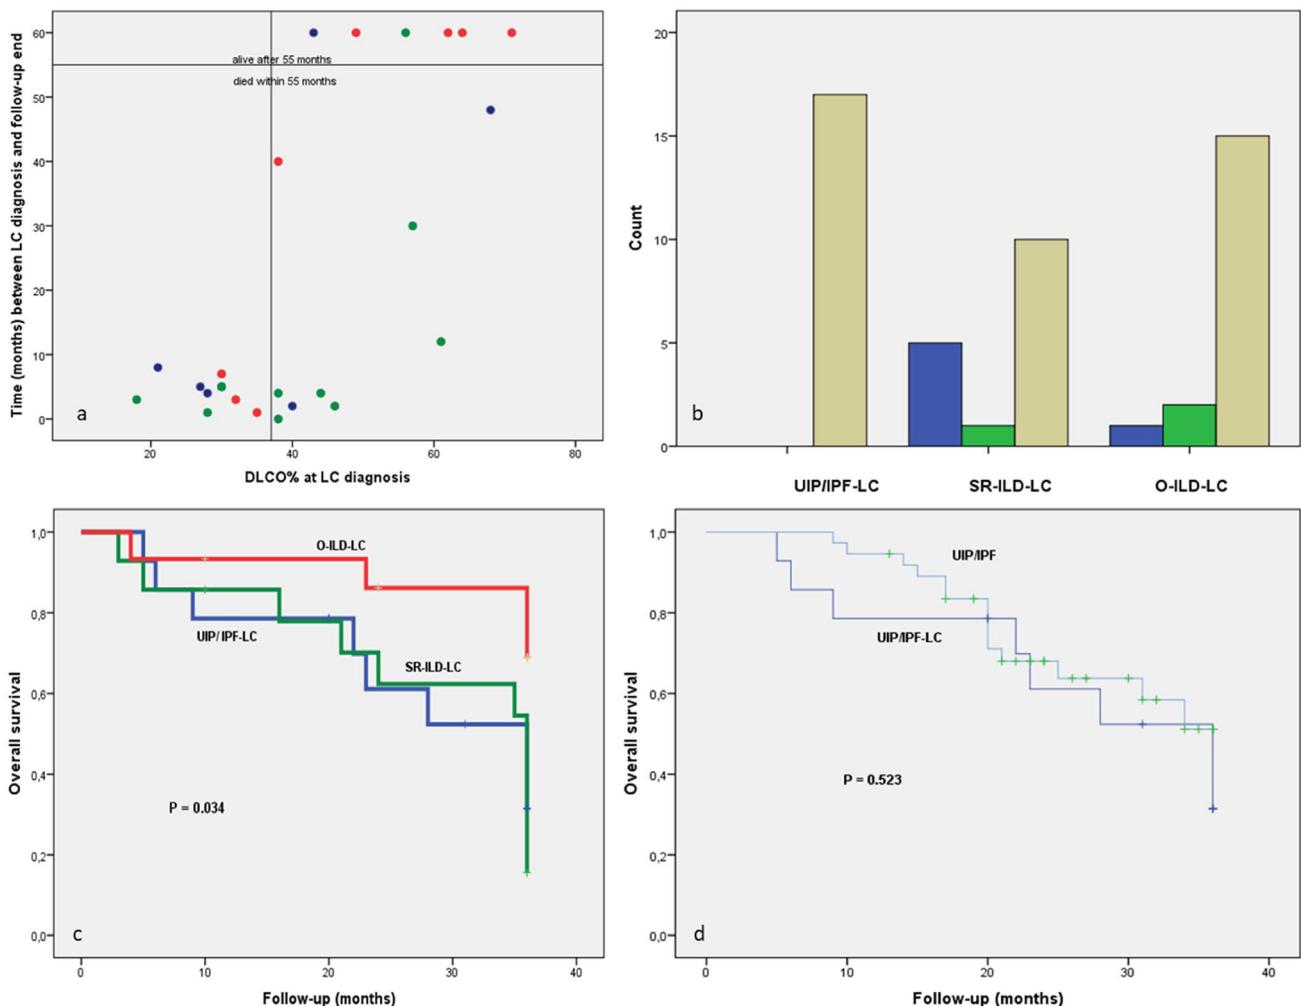 Time (months) between LC diagnosis and follow-up end
60
50
40
30
20
10
0
alive after 55 months
died within 55 months
a
20
40
60
80
DLCO% at LC diagnosis
Count
20
15
10
5
0
b
UIP/IPF-LC
SR-ILD-LC
O-ILD-LC
Overall survival
1,0
0,8
0,6
0,4
0,2
0,0
O-ILD-LC
UIP/ IPF-LC
SR-ILD-LC
P = 0.034
c
0
10
20
30
40
Follow-up (months)
Overall survival
1,0
0,8
0,6
0,4
0,2
0,0
UIP/IPF
UIP/IPF-LC
P = 0.523
d
0
10
20
30
40
Follow-up (months)